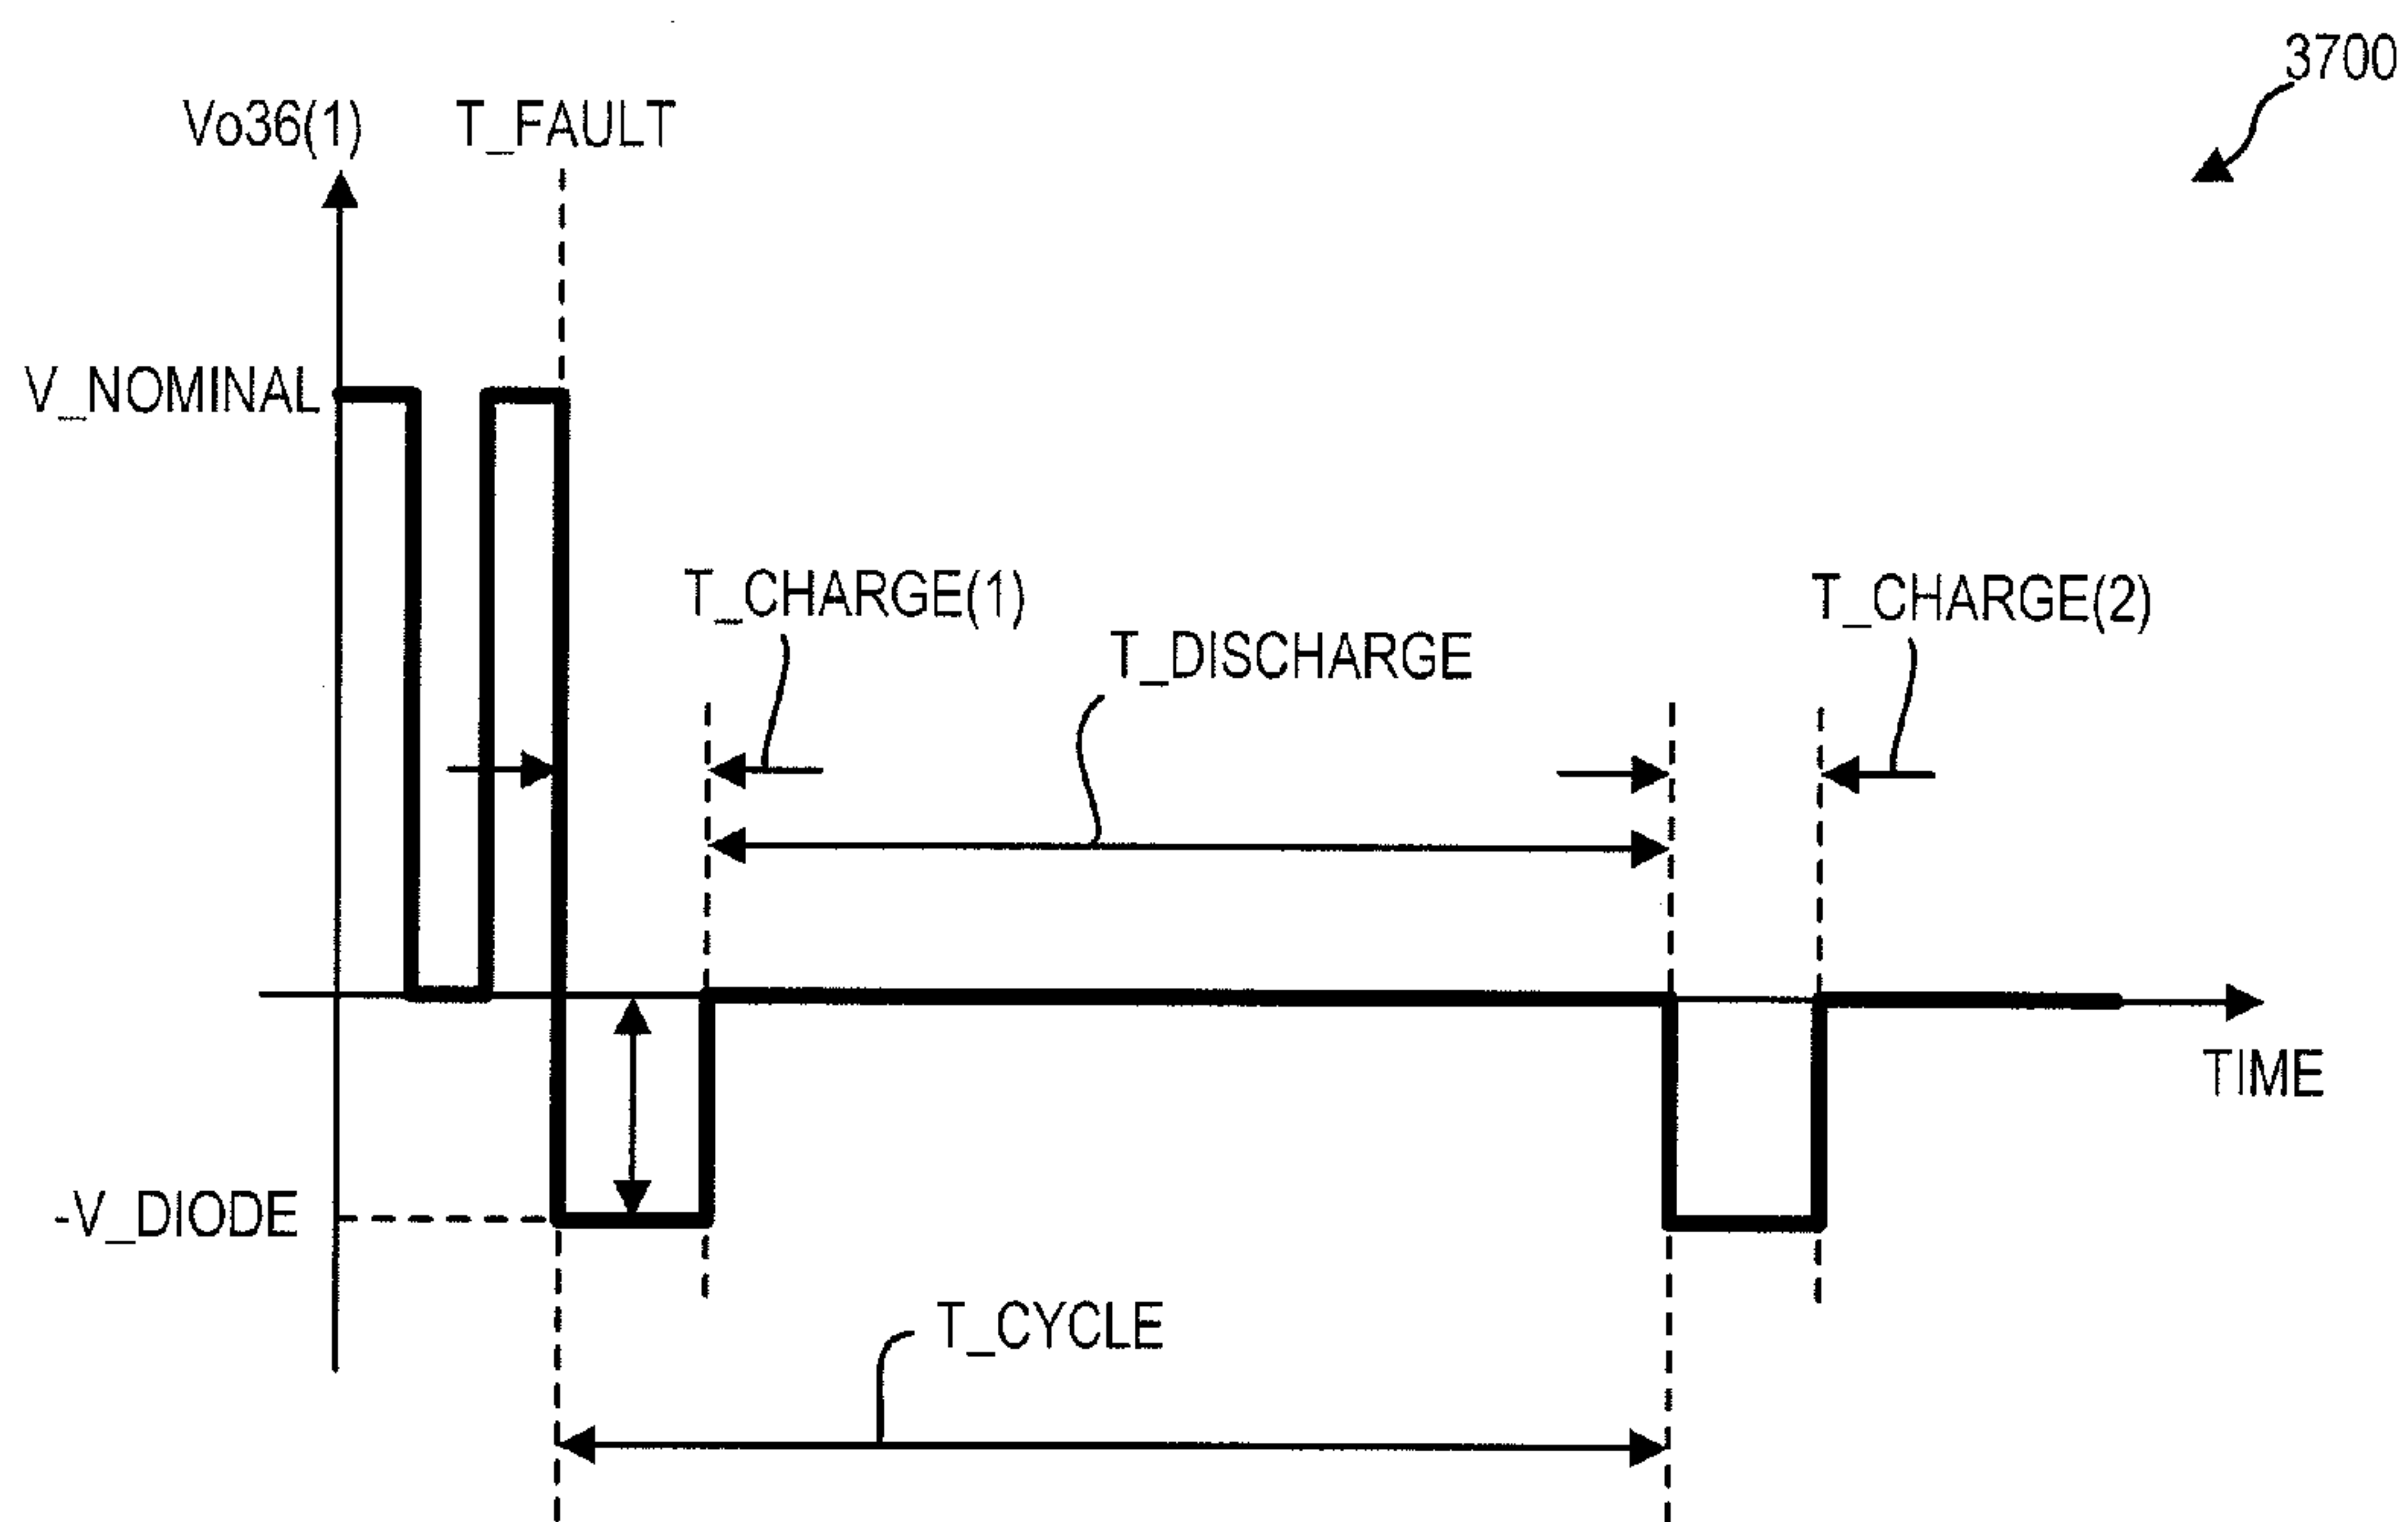 3700
Vo36(1)
T_FAULT
V_NOMINAL
T_CHARGE(1)
T_DISCHARGE
T_CHARGE(2)
TIME
-V_DIODE
T_CYCLE